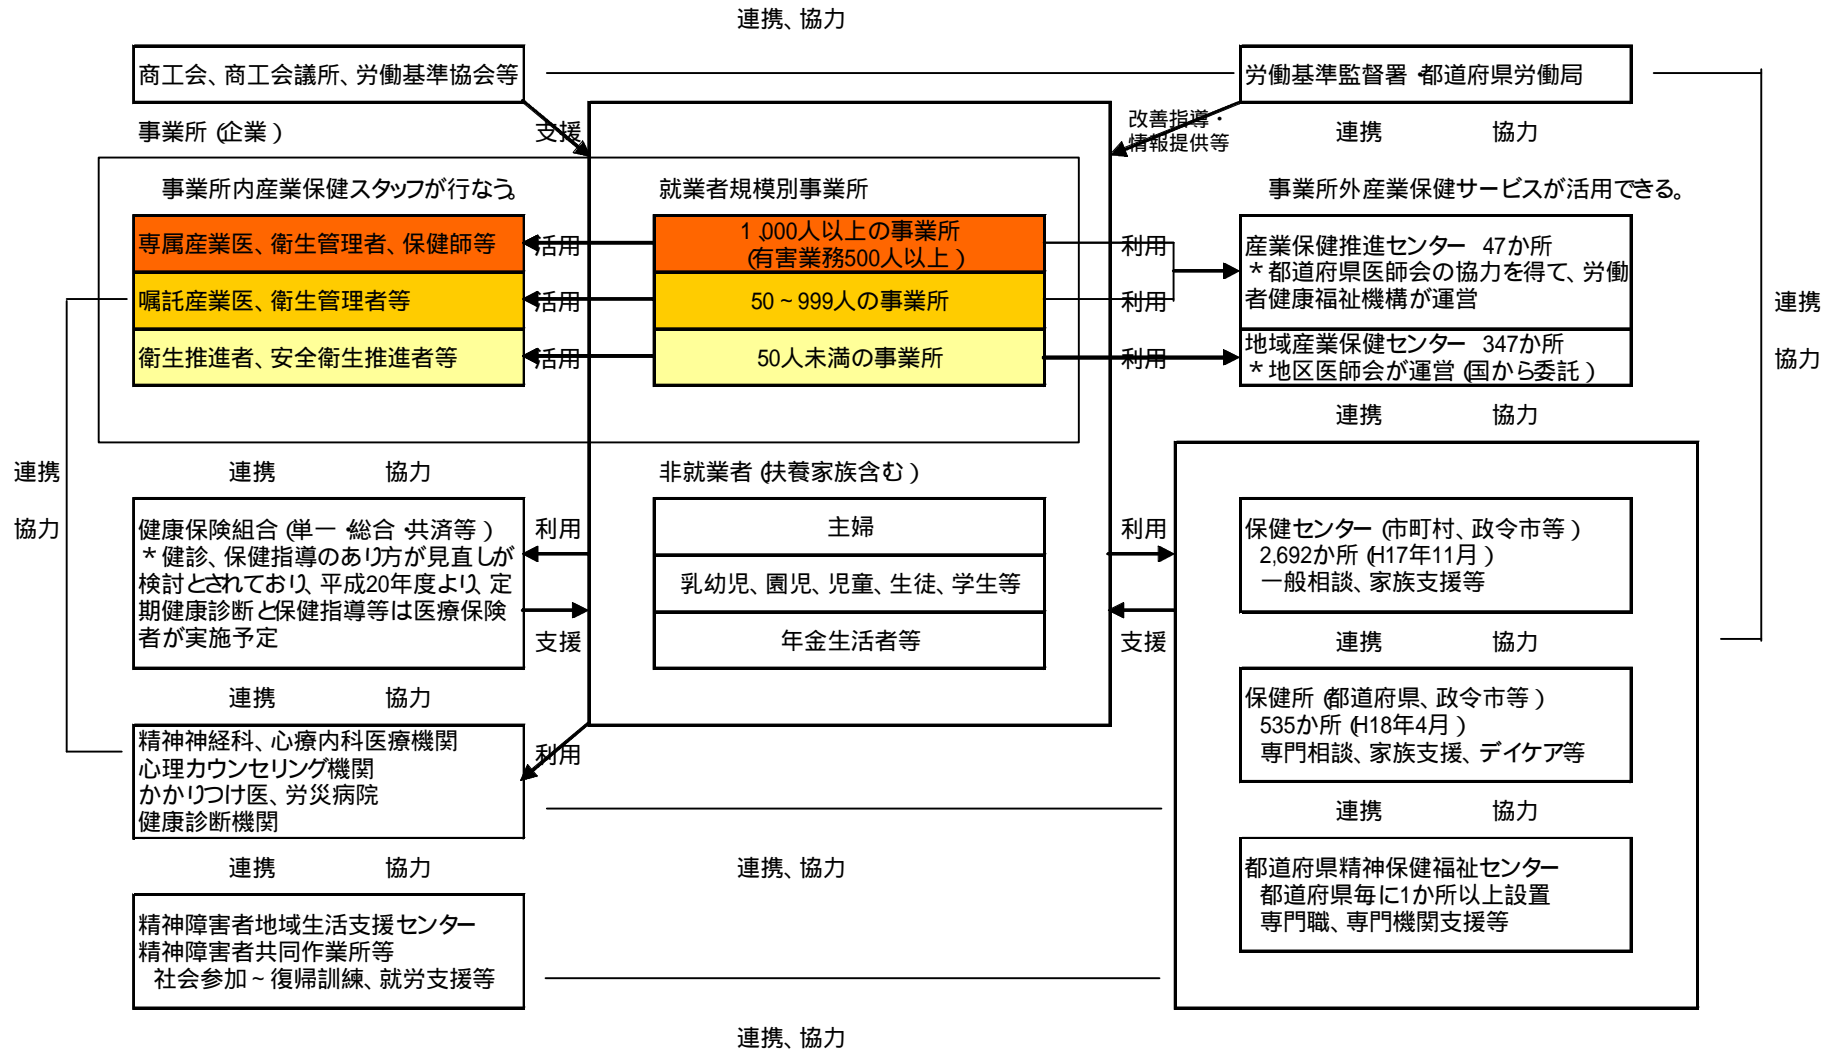 連携、協力
商工会、商工会議所、労働基準協会等
労働基準監督署・都道府県労働局
事業所（企業）
支援
改善指導・
情報提供等
連携 協力
事業所内産業保健スタッフが行なう。
就業者規模別事業所
事業所外産業保健サービスが活用できる。
専属産業医、衛生管理者、保健師等
活用
1,000人以上の事業所
（有害業務500人以上）
利用
産業保健推進センター 47か所
＊都道府県医師会の協力を得て、労働
者健康福祉機構が運営
嘱託産業医、衛生管理者等
活用
50～999人の事業所
利用
連携
協力
衛生推進者、安全衛生推進者等
活用
50人未満の事業所
利用
地域産業保健センター 347か所
＊地区医師会が運営（国から委託）
連携 協力
連携
協力
連携 協力
非就業者（扶養家族含む）
健康保険組合（単一・総合・共済等）
＊健診、保健指導のあり方が見直しが
検討とされており、平成20年度より、定
期健康診断と保健指導等は医療保険
者が実施予定
利用
支援
主婦
乳幼児、園児、児童、生徒、学生等
年金生活者等
利用
支援
保健センター（市町村、政令市等）
2,692か所（H17年11月）
一般相談、家族支援等
連携 協力
連携 協力
保健所（都道府県、政令市等）
535か所（H18年4月）
専門相談、家族支援、デイケア等
精神神経科、心療内科医療機関
心理カウンセリング機関
かかりつけ医、労災病院
健康診断機関
利用
連携 協力
連携 協力
連携、協力
都道府県精神保健福祉センター
都道府県毎に1か所以上設置
専門職、専門機関支援等
精神障害者地域生活支援センター
精神障害者共同作業所等
社会参加～復帰訓練、就労支援等
連携、協力